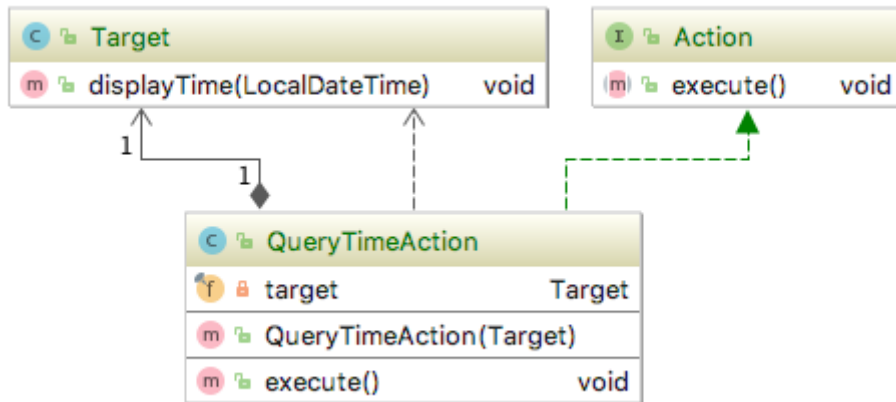 C Target
m displayTime(LocalDateTime) void
I Action
m execute() void
1
1
C QueryTimeAction
f target Target
m QueryTimeAction(Target)
m execute() void